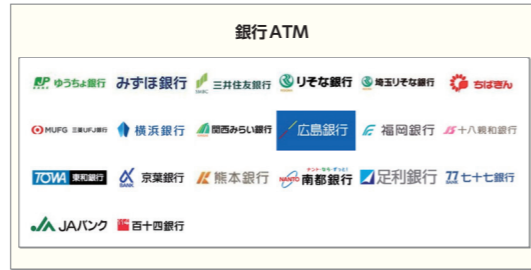 銀行ATM
JP ゆうちょ銀行 みずほ銀行 SMBC 三井住友銀行 りそな銀行 埼玉りそな銀行 ちばぎん
MUFG 三菱UFJ銀行 横浜銀行 関西みらい銀行 広島銀行 福岡銀行 十八親和銀行
TOWA 東和銀行 α BANK 京葉銀行 熊本銀行 NANTO 南都銀行 足利銀行 77 七十七銀行
JAバンク 百十四銀行